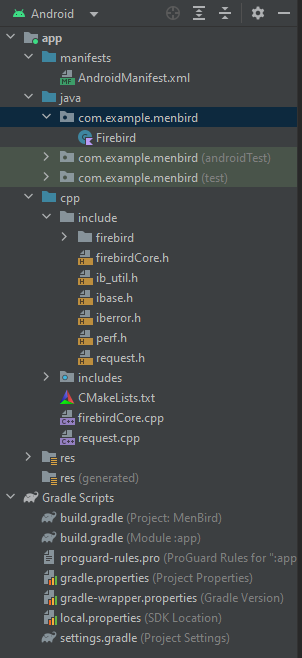 Android
app
manifests
AndroidManifest.xml
java
com.example.menbird
Firebird
com.example.menbird (androidTest)
com.example.menbird (test)
cpp
include
firebird
firebirdCore.h
ib_util.h
ibase.h
iberror.h
perf.h
request.h
includes
CMakeLists.txt
firebirdCore.cpp
request.cpp
res
res (generated)
Gradle Scripts
build.gradle (Project: MenBird)
build.gradle (Module :app)
proguard-rules.pro (ProGuard Rules for ":app
gradle.properties (Project Properties)
gradle-wrapper.properties (Gradle Version)
local.properties (SDK Location)
settings.gradle (Project Settings)